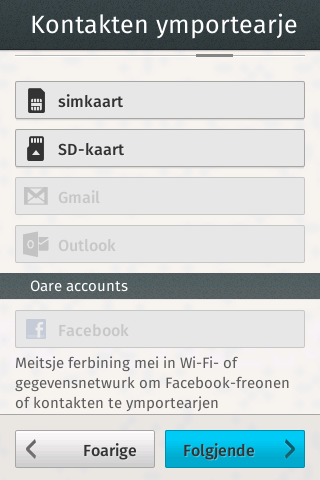 Kontakten ymportearje
simkaart
SD-kaart
Gmail
Outlook
Oare accounts
Facebook
Meitsje ferbining mei in Wi-Fi- of
gegevensnetwurk om Facebook-freonen
of kontakten te ymportearjen
Foarige
Folgjende